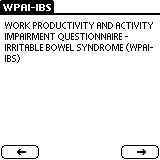 WPAI-IBS
WORK PRODUCTIVITY AND ACTIVITY
IMPAIRMENT QUESTIONNAIRE -
IRRITABLE BOWEL SYNDROME (WPAI-
IBS)